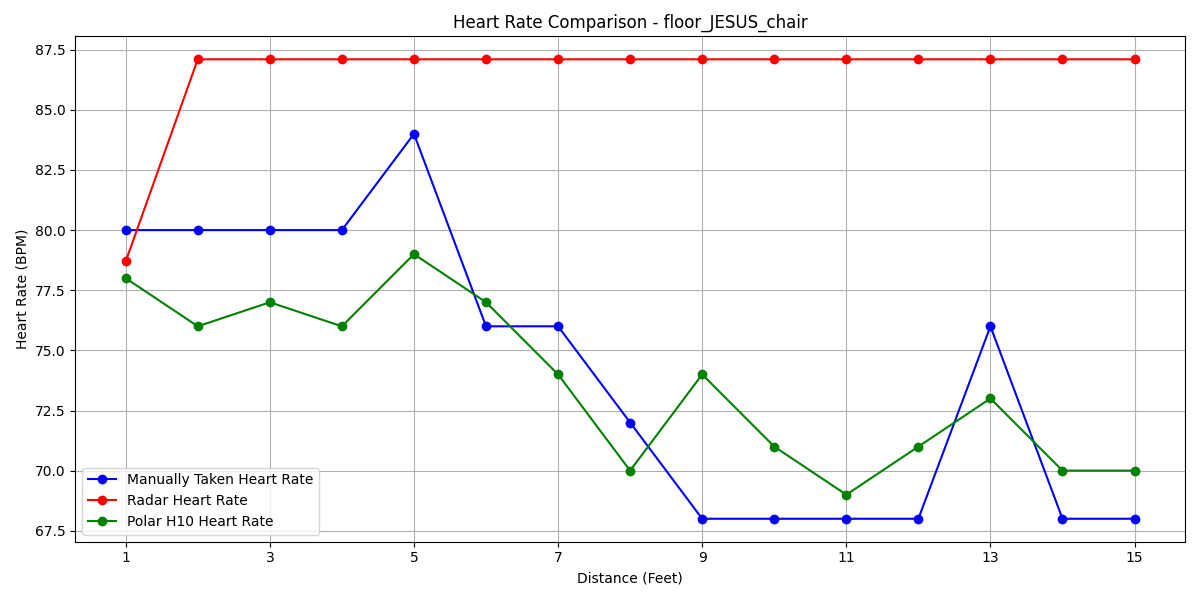 Heart Rate Comparison - floor_JESUS_chair
Heart Rate (BPM)
87.5
85.0
82.5
80.0
77.5
75.0
72.5
70.0
67.5
Manually Taken Heart Rate
Radar Heart Rate
Polar H10 Heart Rate
1 3 5 7 9 11 13 15
Distance (Feet)